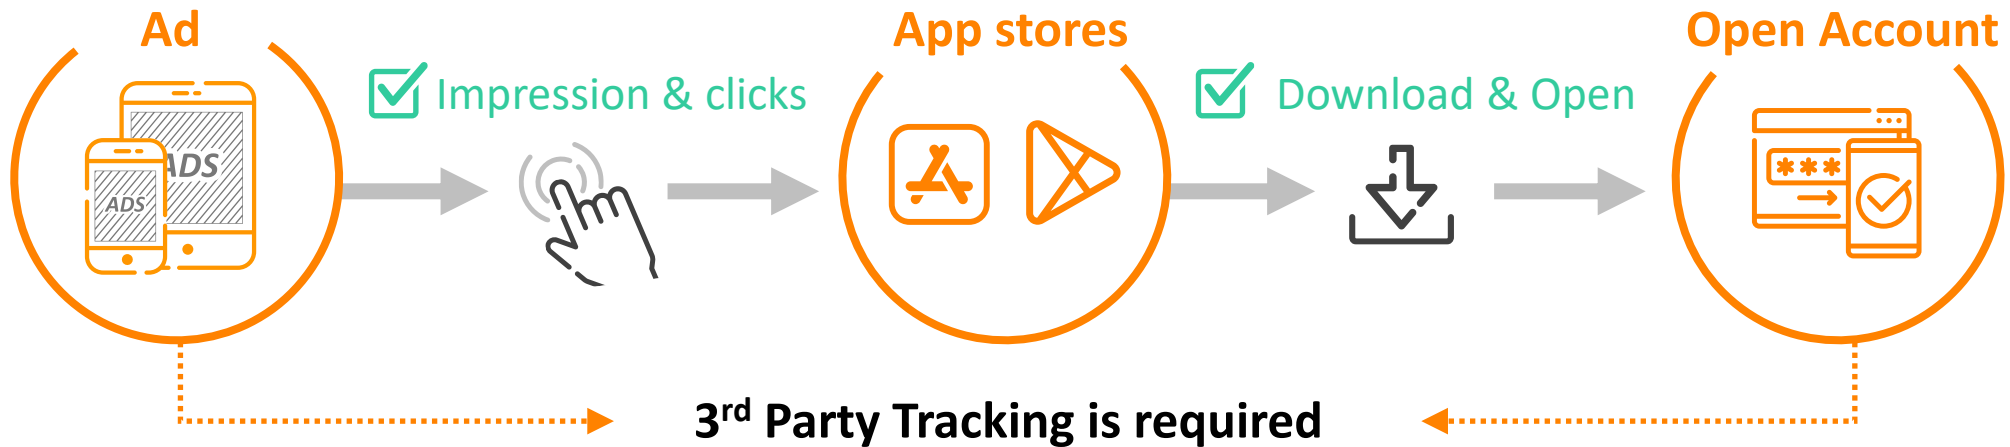 Ad
App stores
Open Account
Impression & clicks
Download & Open
ADS
ADS
***
3rd Party Tracking is required